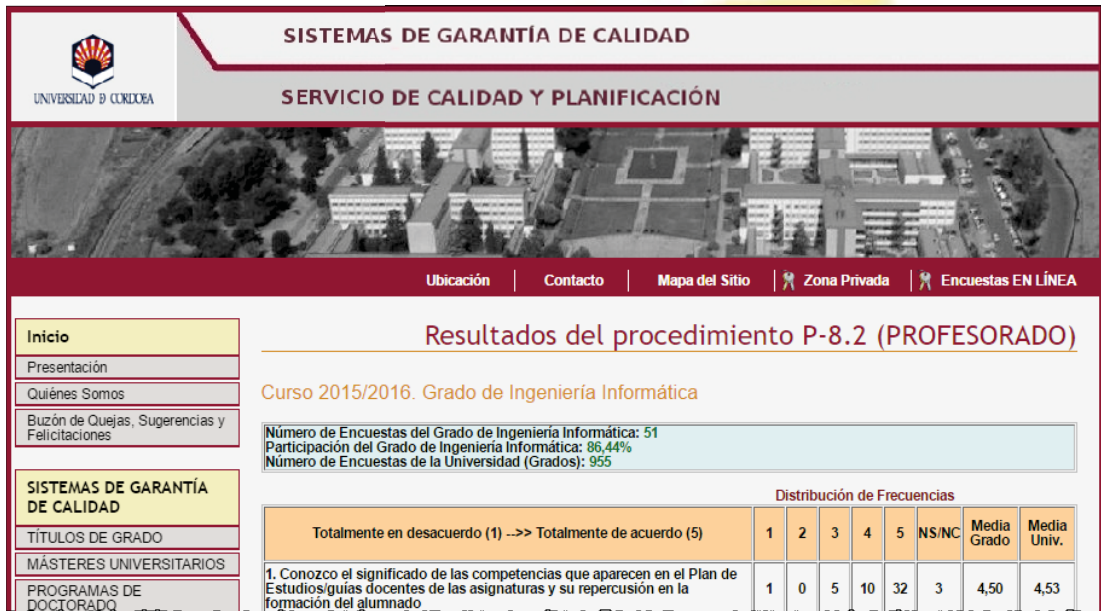 SISTEMAS DE GARANTÍA DE CALIDAD
UNIVERSIDAD D CORDOBA
SERVICIO DE CALIDAD Y PLANIFICACIÓN
Ubicación
Contacto
Mapa del Sitio
Zona Privada
Encuestas EN LÍNEA
Inicio
Presentación
Quiénes Somos
Buzón de Quejas, Sugerencias y
Felicitaciones
SISTEMAS DE GARANTÍA
DE CALIDAD
TÍTULOS DE GRADO
MÁSTERES UNIVERSITARIOS
PROGRAMAS DE
DOCTORADO
Resultados del procedimiento P-8.2 (PROFESORADO)
Curso 2015/2016. Grado de Ingeniería Informática
Número de Encuestas del Grado de Ingeniería Informática: 51
Participación del Grado de Ingeniería Informática: 86,44%
Número de Encuestas de la Universidad (Grados): 955
Distribución de Frecuencias
Totalmente en desacuerdo (1) -->> Totalmente de acuerdo (5) 1 2 3 4 5 NS/NC Media Grado Media Univ.
1. Conozco el significado de las competencias que aparecen en el Plan de
Estudios/guías docentes de las asignaturas y su repercusión en la
formación del alumnado
1 0 5 10 32 3 4,50 4,53